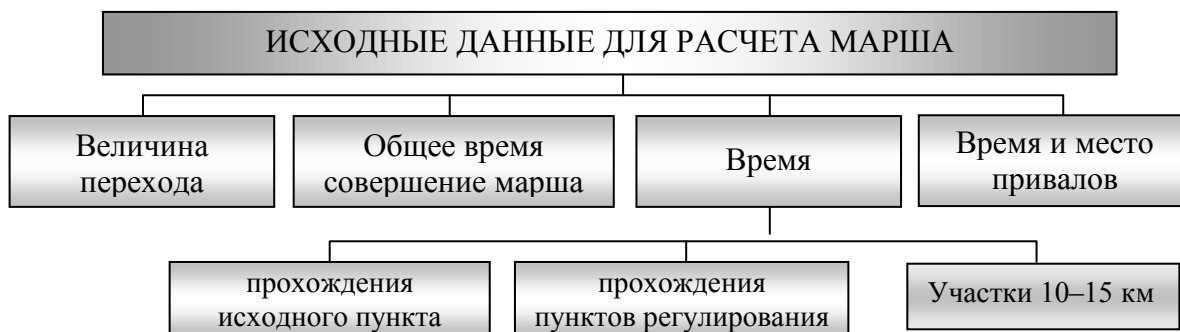 ИСХОДНЫЕ ДАННЫЕ ДЛЯ РАСЧЕТА МАРША
Величина
перехода
Общее время
совершение марша
Время
Время и место
привалов
прохождения
исходного пункта
прохождения
пунктов регулирования
Участки 10–15 км